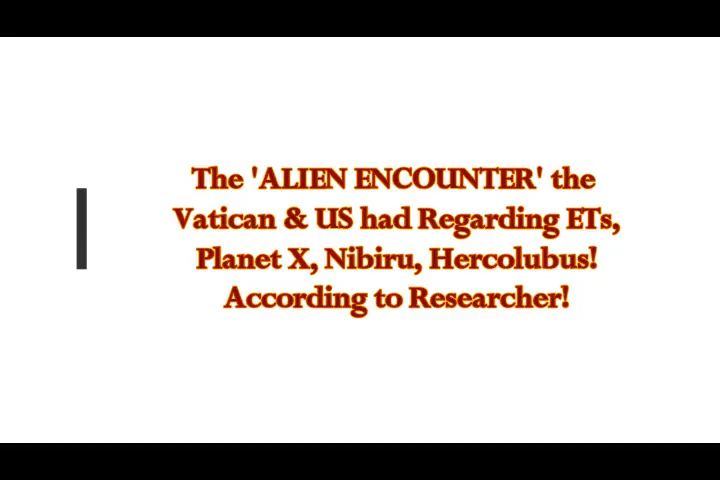 The 'ALIEN ENCOUNTER' the
Vatican & US had Regarding ETs,
Planet X, Nibiru, Hercolubus!
According to Researcher!